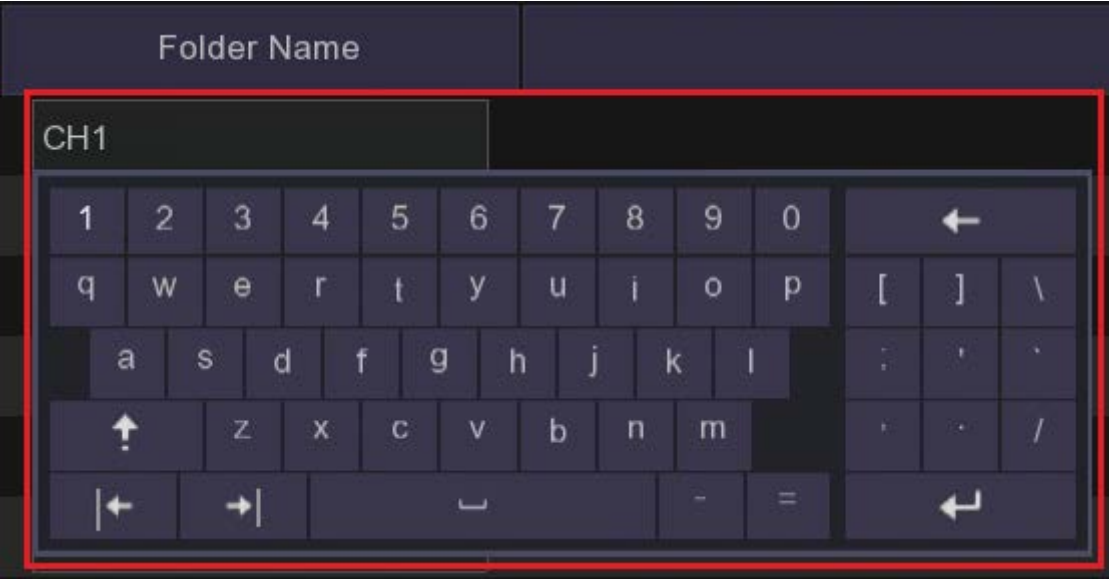 Folder Name
CH1
1 2 3 4 5 6 7 8 9 0
q w e r t y u i o p [ ] \
a s d f g h j k l ; ' `
z x c v b n m , . /
- =